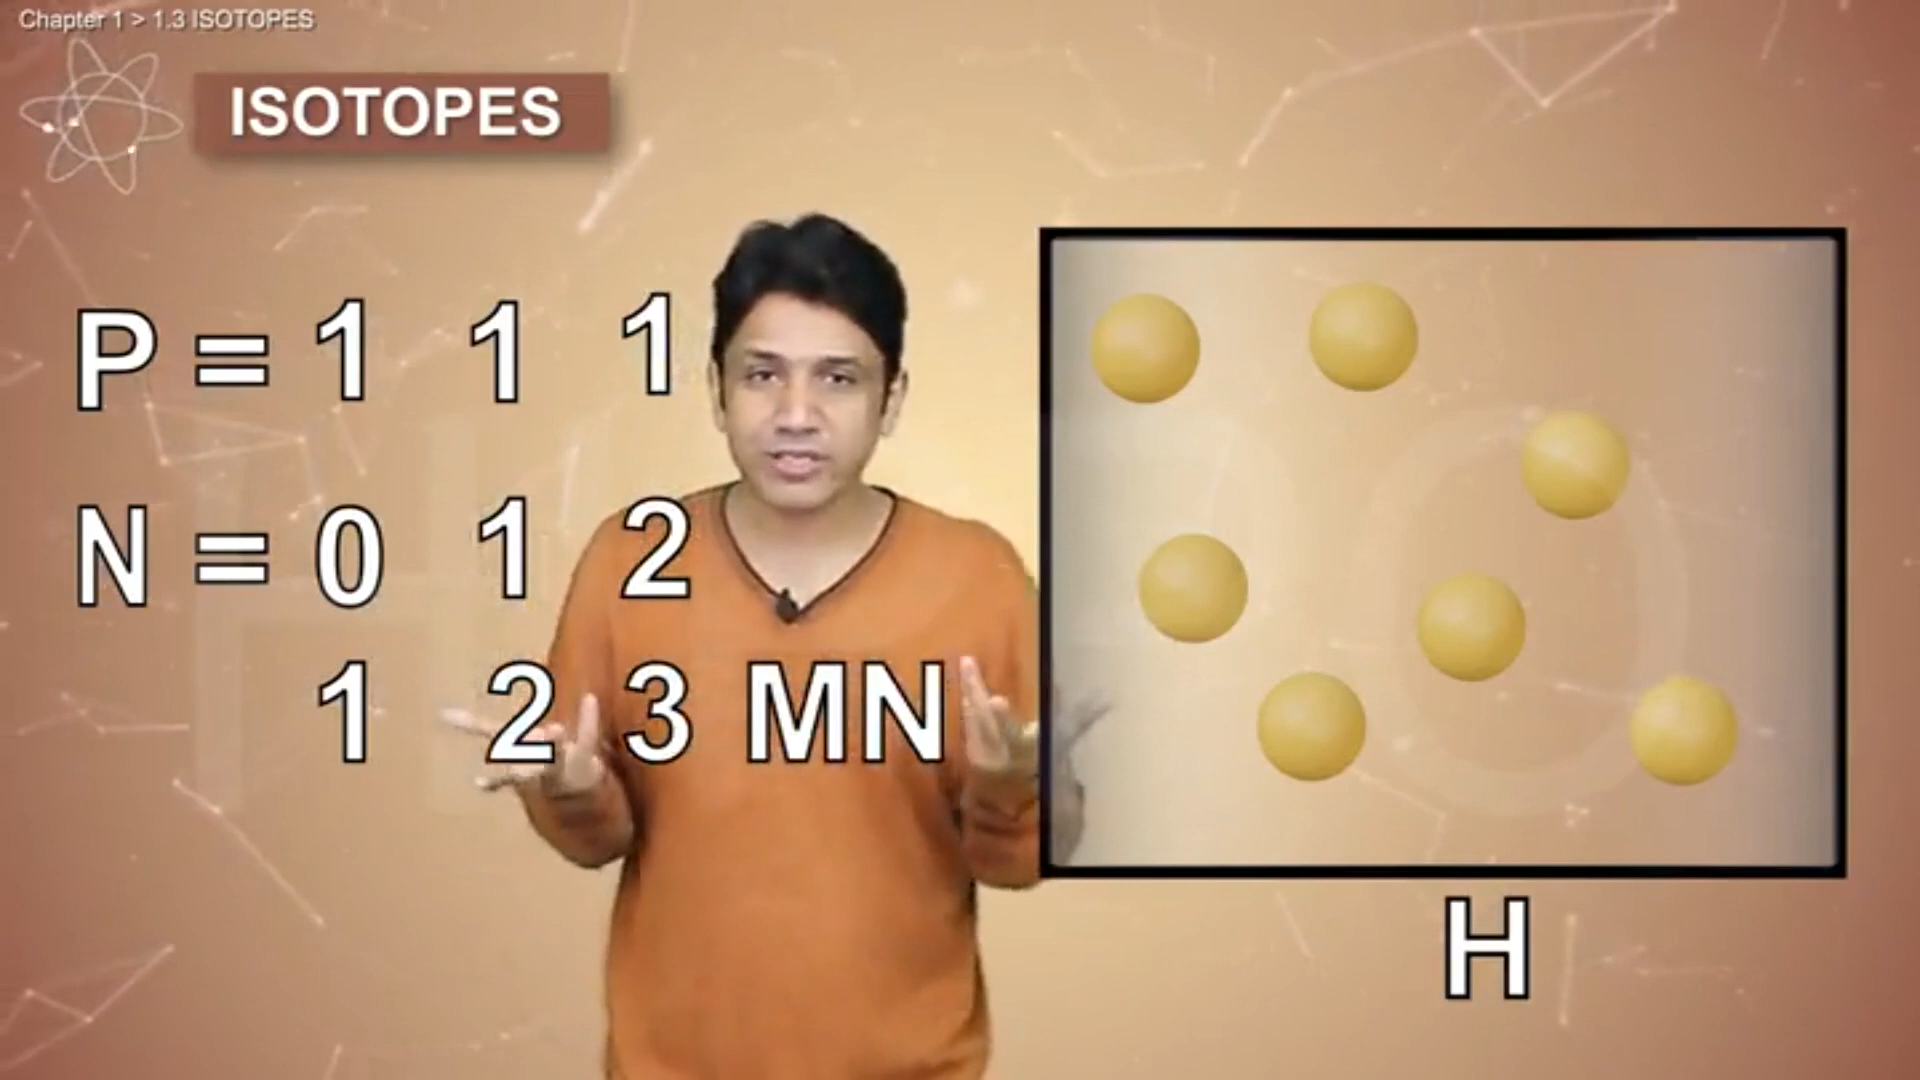 Chapter 1 > 1.3 ISOTOPES
ISOTOPES
P = 1 1 1
N = 0 1 2
1 2 3 MN
H